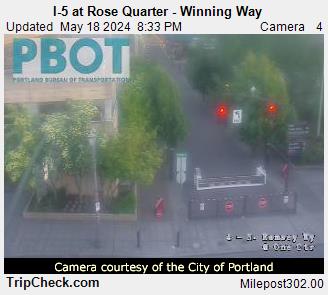 I-5 at Rose Quarter - Winning Way
Updated May 18 2024 8:33 PM Camera 4
PBOT
PORTLAND BUREAU OF TRANSPORTATION
Camera courtesy of the City of Portland
TripCheck.com Milepost302.00